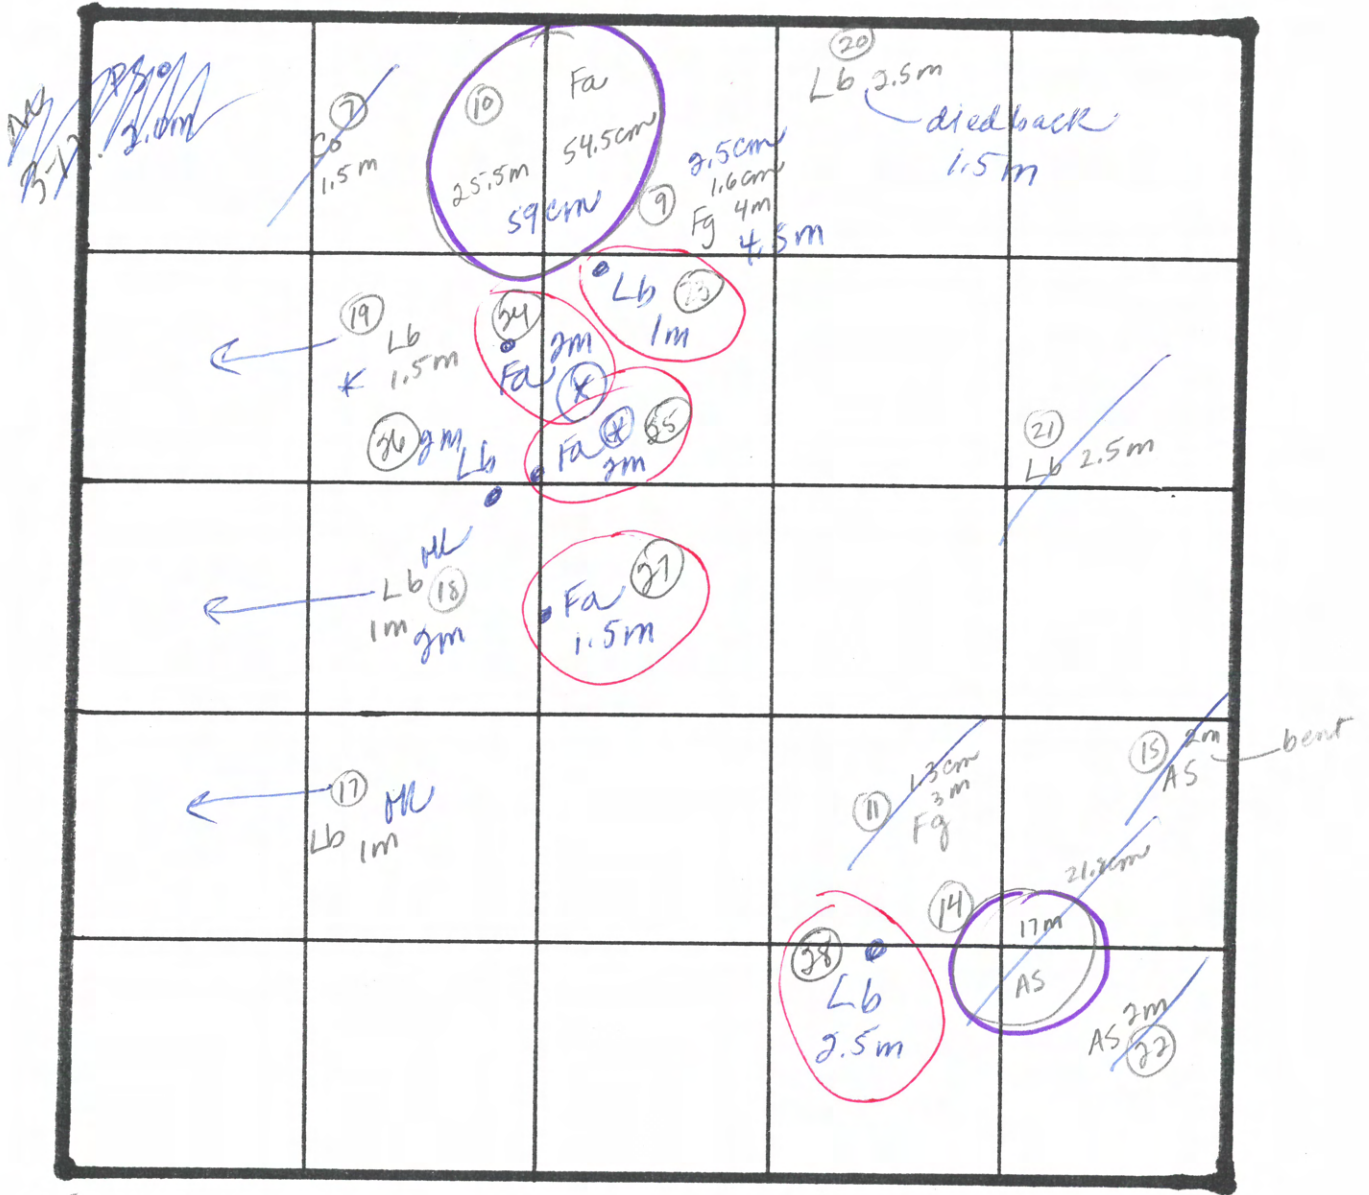 20
Lb 2.5m
died back
1.5m
7
Co
1.5m
10
Fa
54.5cm
25.5m
59cm
2.5cm
1.6cm
9
Fg 4m
4.5m
2.0m
Lb 23
1m
24
2m
Fa
*
19
Lb
* 1.5m
26 2m Lb
Fa * 25
2m
21
Lb 2.5m
ok
Lb 18
1m 2m
Fa 27
1.5m
17 ok
Lb 1m
11
1.3cm
3m
Fg
15 2m
AS
bent
14
17m
AS
28
Lb
2.5m
AS 2m
22